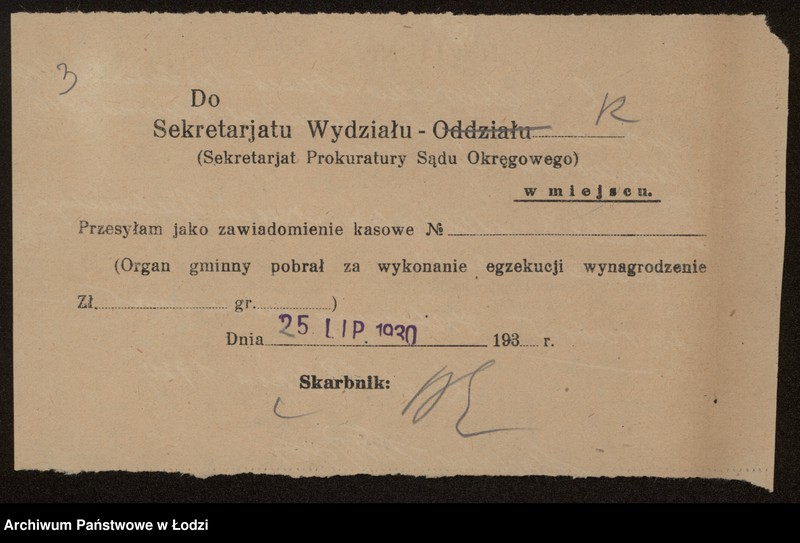 3
Do
Sekretarjatu Wydziału - Oddziału K
(Sekretarjat Prokuratury Sądu Okręgowego)
w miejscu.
Przesyłam jako zawiadomienie kasowe №
(Organ gminny pobrał za wykonanie egzekucji wynagrodzenie
Zł. gr. )
Dnia 25 LIP. 1930 193 r.
Skarbnik:
Archiwum Państwowe w Łodzi